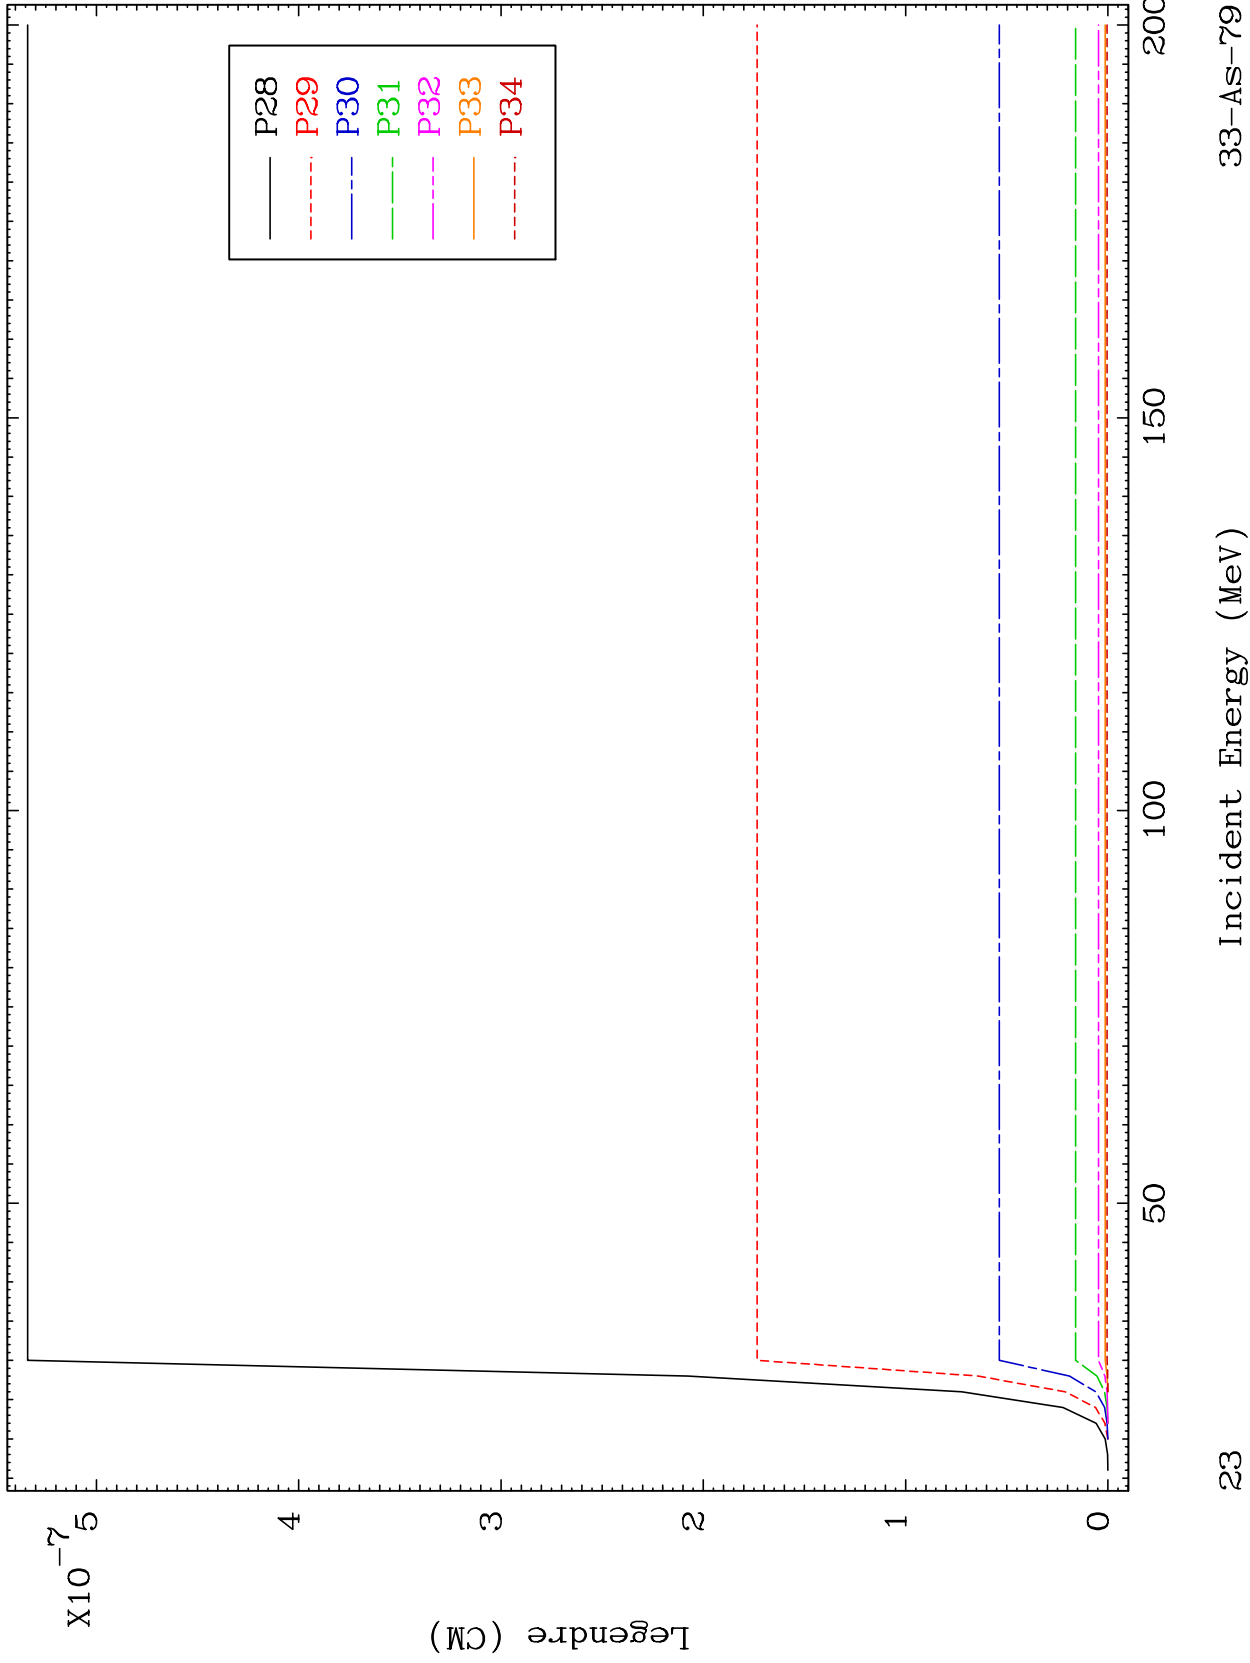 X10-7
5
4
3
2
1
0
Legendre (CM)
P28
P29
P30
P31
P32
P33
P34
50
100
150
200
Incident Energy (MeV)
23
33-As-79